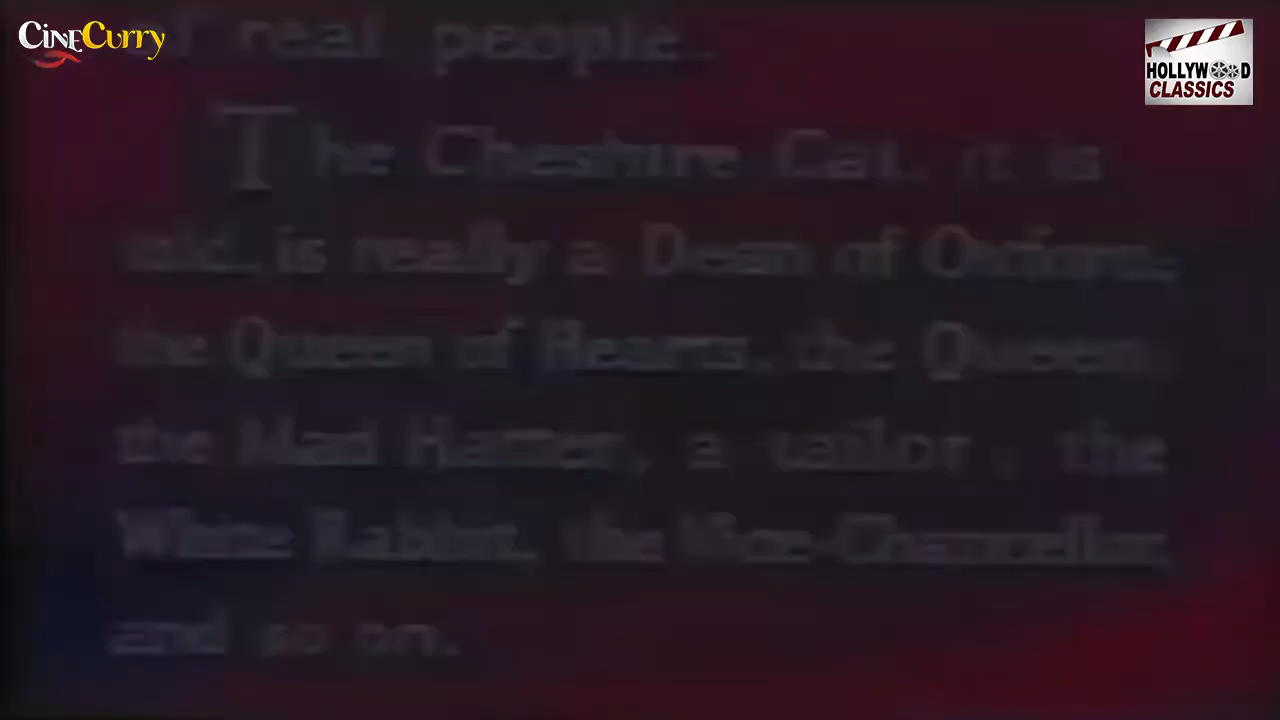 CINECURRY
HOLLYWOOD
CLASSICS
of real people.
The Cheshire Cat, it is
said, is really a Dean of Oxford,
the Queen of Hearts, the Queen,
the Mad Hatter, a tailor, the
White Rabbit, the Vice-Chancellor,
and so on.